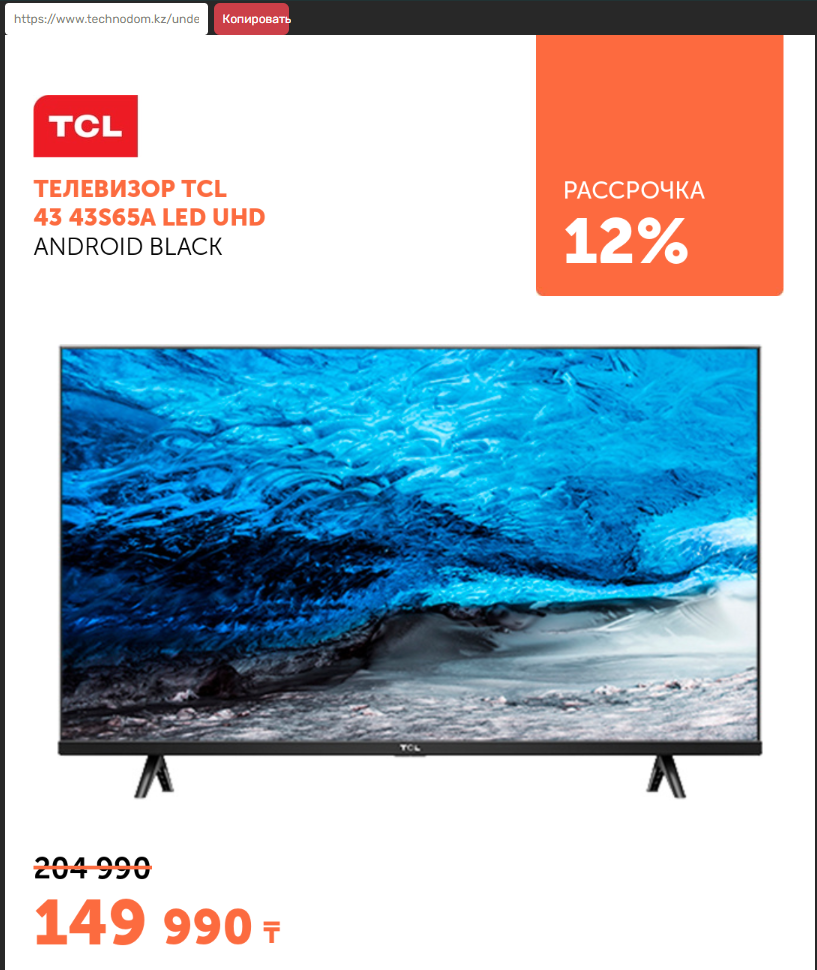 https://www.technodom.kz/unde
Копировать
TCL
ТЕЛЕВИЗОР TCL
43 43S65A LED UHD
ANDROID BLACK
РАССРОЧКА
12%
TCL
204 990
149 990 ₸